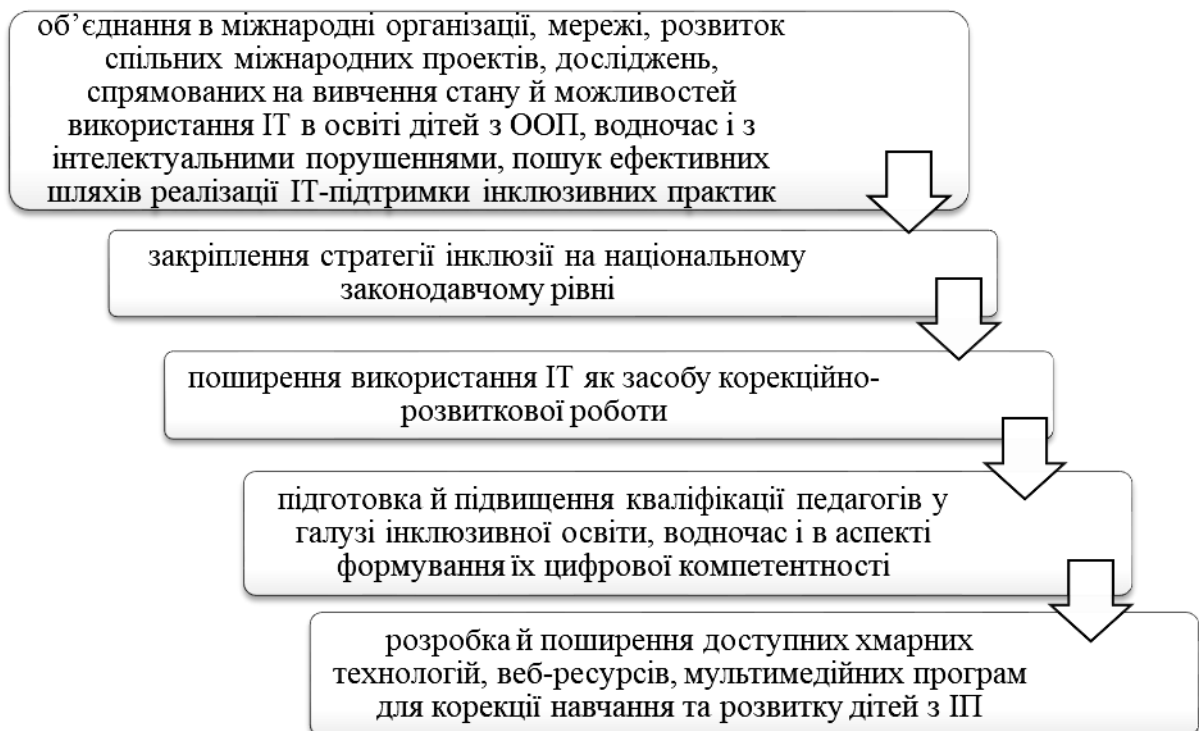 об’єднання в міжнародні організації, мережі, розвиток
спільних міжнародних проектів, досліджень,
спрямованих на вивчення стану й можливостей
використання ІТ в освіті дітей з ООП, водночас і з
інтелектуальними порушеннями, пошук ефективних
шляхів реалізації ІТ-підтримки інклюзивних практик
закріплення стратегії інклюзії на національному
законодавчому рівні
поширення використання ІТ як засобу корекційно-
розвиткової роботи
підготовка й підвищення кваліфікації педагогів у
галузі інклюзивної освіти, водночас і в аспекті
формування їх цифрової компетентності
розробка й поширення доступних хмарних
технологій, веб-ресурсів, мультимедійних програм
для корекції навчання та розвитку дітей з ІП